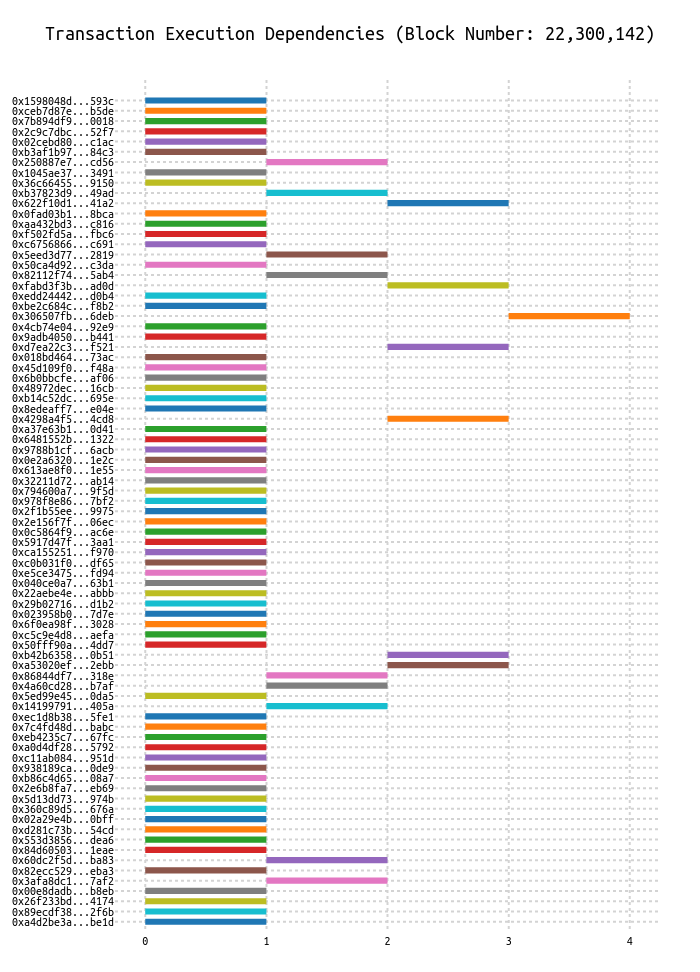 Transaction Execution Dependencies (Block Number: 22,300,142)
0x1598048d...593c
0xceb7d87e...b5de
0x7b894df9...0018
0x2c9c7dbc...52f7
0x02cebd80...c1ac
0xb3af1b97...84c3
0x250887e7...cd56
0x1045ae37...3491
0x36c66455...9150
0xb37823d9...49ad
0x622f10d1...41a2
0x0fad03b1...8bca
0xaa432bd3...c816
0xf502fd5a...fbc6
0xc6756866...c691
0x5eed3d77...2819
0x50ca4d92...c3da
0x82112f74...5ab4
0xfabd3f3b...ad0d
0xedd24442...d0b4
0xbe2c684c...f8b2
0x306507fb...6deb
0x4cb74e04...92e9
0x9adb4050...b441
0xd7ea22c3...f521
0x018bd464...73ac
0x45d109f0...f48a
0x6b0bbcfe...af06
0x48972dec...16cb
0xb14c52dc...695e
0x8edeaff7...e04e
0x4298a4f5...4cd8
0xa37e63b1...0d41
0x6481552b...1322
0x9788b1cf...6acb
0x0e2a6320...1e2c
0x613ae8f0...1e55
0x32211d72...ab14
0x794600a7...9f5d
0x978f8e86...7bf2
0x2f1b55ee...9975
0x2e156f7f...06ec
0x0c5864f9...ac6e
0x5917d47f...3aa1
0xca155251...f970
0xc0b031f0...df65
0xe5ce3475...fd94
0x040ce0a7...63b1
0x22aebe4e...abbb
0x29b02716...d1b2
0x023958b0...7d7e
0x6f0ea98f...3028
0xc5c9e4d8...aefa
0x50fff90a...4dd7
0xb42b6358...0b51
0xa53020ef...2ebb
0x86844df7...318e
0x4a60cd28...b7af
0x5ed99e45...0da5
0x14199791...405a
0xec1d8b38...5fe1
0x7c4fd48d...babc
0xeb4235c7...67fc
0xa0d4df28...5792
0xc11ab084...951d
0x938189ca...0de9
0xb86c4d65...08a7
0x2e6b8fa7...eb69
0x5d13dd73...974b
0x360c89d5...676a
0x02a29e4b...0bff
0xd281c73b...54cd
0x553d3856...dea6
0x84d60503...1eae
0x60dc2f5d...ba83
0x82ecc529...eba3
0x3afa8dc1...7af2
0x00e8dadb...b8eb
0x26f233bd...4174
0x89ecdf38...2f6b
0xa4d2be3a...be1d
0 1 2 3 4